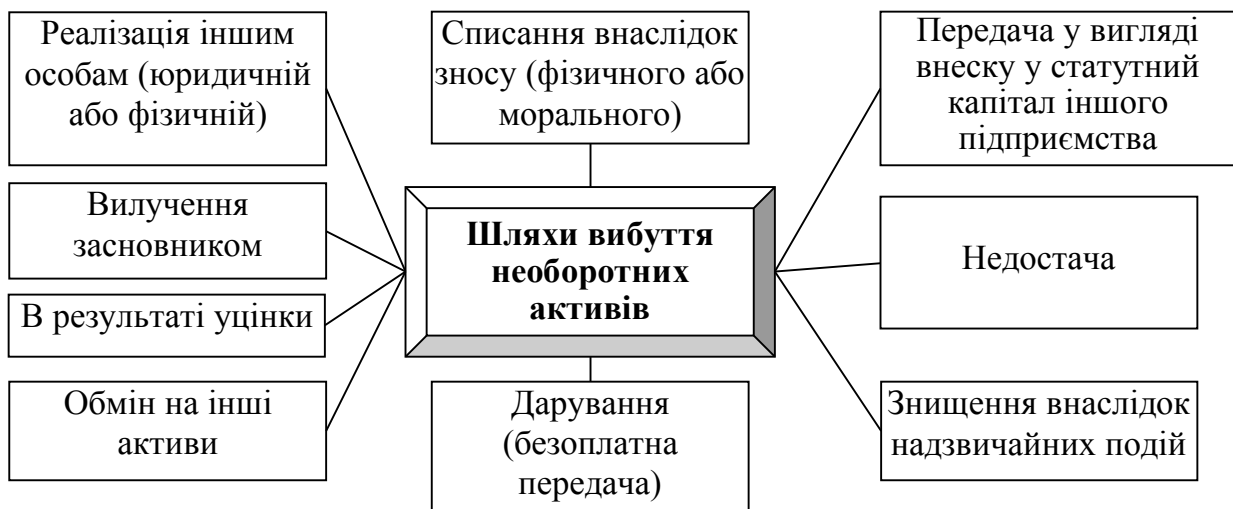 Реалізація іншим
особам (юридичній
або фізичній)
Списання внаслідок
зносу (фізичного або
морального)
Передача у вигляді
внеску у статутний
капітал іншого
підприємства
Вилучення
засновником
Шляхи вибуття
необоротних
активів
Недостача
В результаті уцінки
Обмін на інші
активи
Дарування
(безоплатна
передача)
Знищення внаслідок
надзвичайних подій